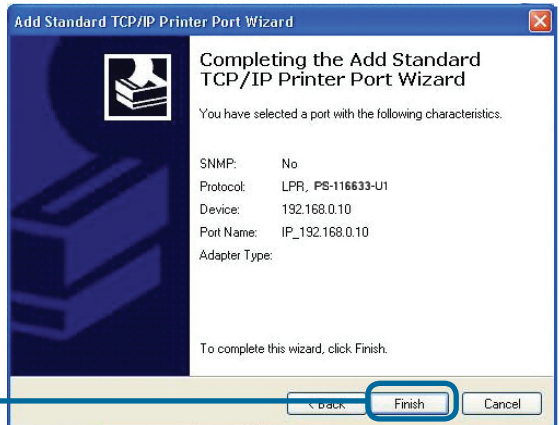 Add Standard TCP/IP Printer Port Wizard
Completing the Add Standard
TCP/IP Printer Port Wizard
You have selected a port with the following characteristics.
SNMP: No
Protocol: LPR, PS-116633-U1
Device: 192.168.0.10
Port Name: IP_192.168.0.10
Adapter Type:
To complete this wizard, click Finish.
< Back Finish Cancel